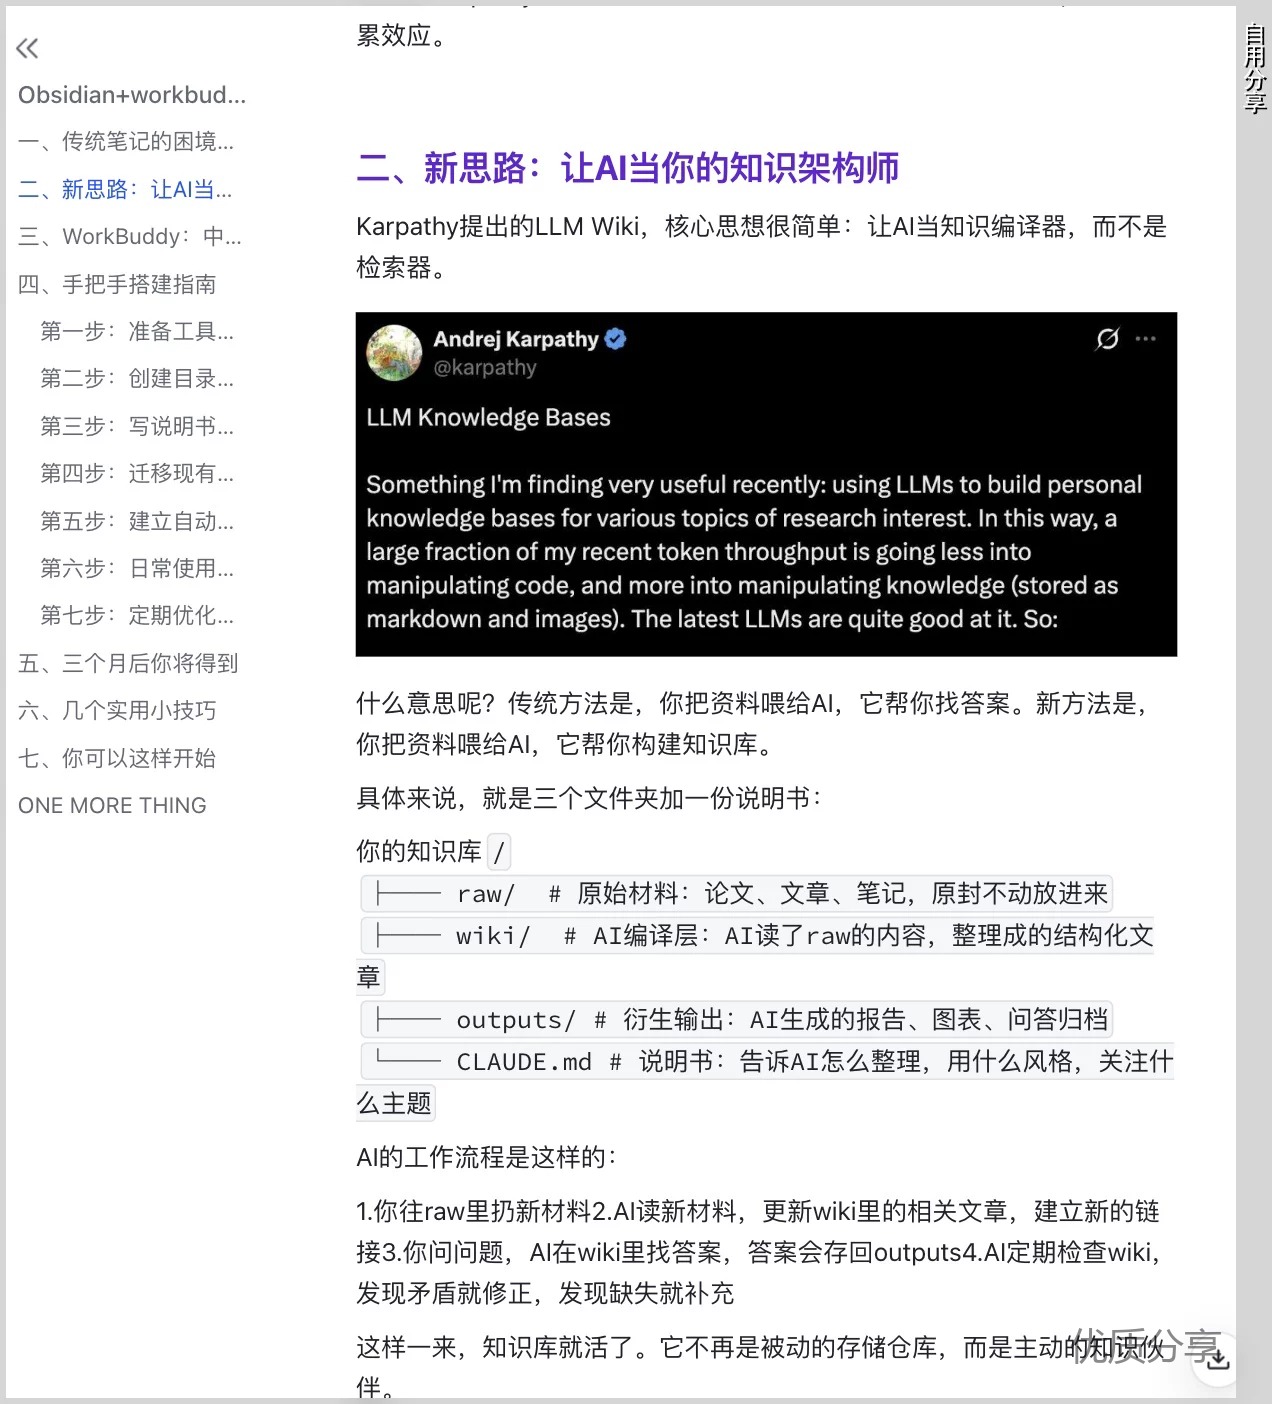 Obsidian+workbud...
一、传统笔记的困境...
二、新思路：让AI当...
三、WorkBuddy：中...
四、手把手搭建指南
第一步：准备工具...
第二步：创建目录...
第三步：写说明书...
第四步：迁移现有...
第五步：建立自动...
第六步：日常使用...
第七步：定期优化...
五、三个月后你将得到
六、几个实用小技巧
七、你可以这样开始
ONE MORE THING
累效应。
二、新思路：让AI当你的知识架构师
Karpathy提出的LLM Wiki，核心思想很简单：让AI当知识编译器，而不是
检索器。
Andrej Karpathy
@karpathy
LLM Knowledge Bases
Something I'm finding very useful recently: using LLMs to build personal
knowledge bases for various topics of research interest. In this way, a
large fraction of my recent token throughput is going less into
manipulating code, and more into manipulating knowledge (stored as
markdown and images). The latest LLMs are quite good at it. So:
什么意思呢？传统方法是，你把资料喂给AI，它帮你找答案。新方法是，
你把资料喂给AI，它帮你构建知识库。
具体来说，就是三个文件夹加一份说明书：
你的知识库 /
├── raw/ # 原始材料：论文、文章、笔记，原封不动放进来
├── wiki/ # AI编译层：AI读了raw的内容，整理成的结构化文
章
├── outputs/ # 衍生输出：AI生成的报告、图表、问答归档
└── CLAUDE.md # 说明书：告诉AI怎么整理，用什么风格，关注什
么主题
AI的工作流程是这样的：
1.你往raw里扔新材料2.AI读新材料，更新wiki里的相关文章，建立新的链
接3.你问问题，AI在wiki里找答案，答案会存回outputs4.AI定期检查wiki，
发现矛盾就修正，发现缺失就补充
这样一来，知识库就活了。它不再是被动的存储仓库，而是主动的知识伙
伴。
自用分享
优质分享